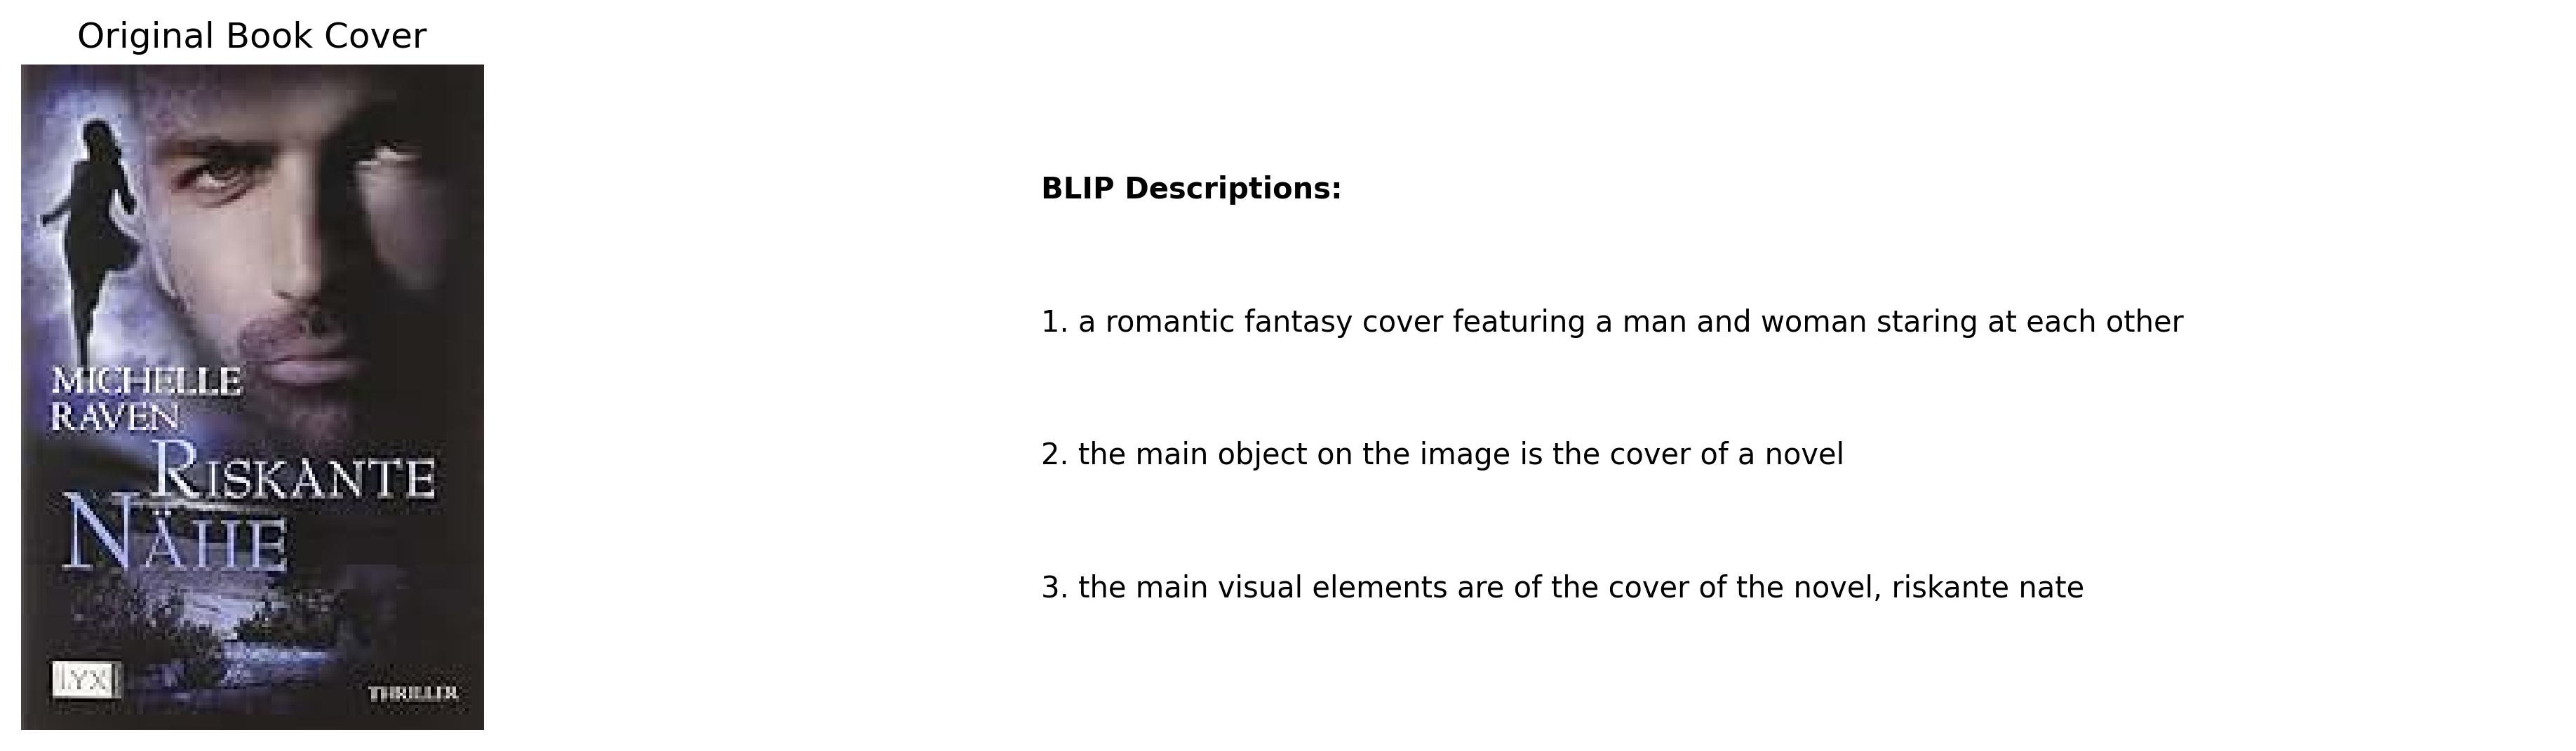 Original Book Cover
MICHELLE
RAVEN
RISKANTE
NÄHE
LYX
THRILLER
BLIP Descriptions:
1. a romantic fantasy cover featuring a man and woman staring at each other
2. the main object on the image is the cover of a novel
3. the main visual elements are of the cover of the novel, riskante nate